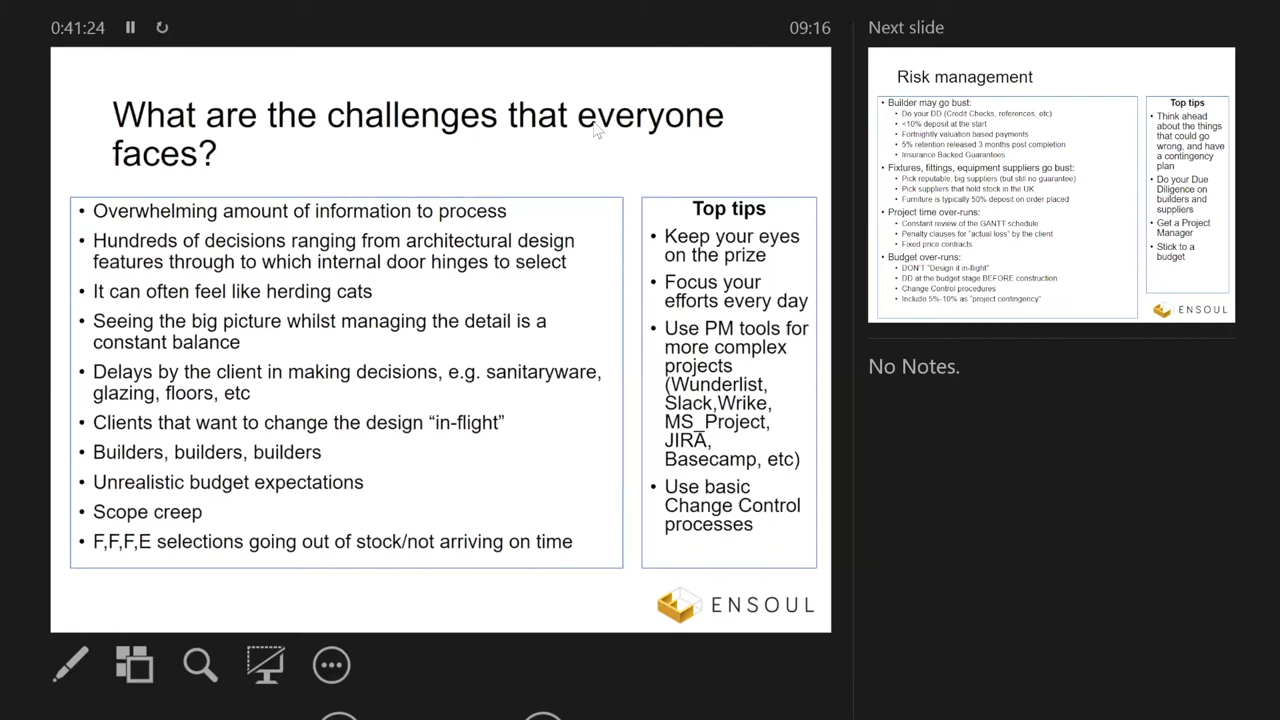 0:41:24
09:16
Next slide
What are the challenges that everyone
faces?
• Overwhelming amount of information to process
• Hundreds of decisions ranging from architectural design
features through to which internal door hinges to select
• It can often feel like herding cats
• Seeing the big picture whilst managing the detail is a
constant balance
• Delays by the client in making decisions, e.g. sanitaryware,
glazing, floors, etc
• Clients that want to change the design “in-flight”
• Builders, builders, builders
• Unrealistic budget expectations
• Scope creep
• F,F,F,E selections going out of stock/not arriving on time
Top tips
• Keep your eyes
on the prize
• Focus your
efforts every day
• Use PM tools for
more complex
projects
(Wunderlist,
Slack,Wrike,
MS_Project,
JIRA,
Basecamp, etc)
• Use basic
Change Control
processes
ENSOUL
Risk management
• Builder may go bust:
• Do your DD (Credit Checks, references, etc)
• <10% deposit at the start
• Fortnightly valuation based payments
• 5% retention released 3 months post completion
• Insurance Backed Guarantees
• Fixtures, fittings, equipment suppliers go bust:
• Pick reputable, big suppliers (but still no guarantee)
• Pick suppliers that hold stock in the UK
• Furniture is typically 50% deposit on order placed
• Project time over-runs:
• Constant review of the GANTT schedule
• Penalty clauses for “actual loss” by the client
• Fixed price contracts
• Budget over-runs:
• DON’T “Design it in-flight”
• DD at the budget stage BEFORE construction
• Change Control procedures
• Include 5%-10% as “project contingency”
Top tips
• Think ahead
about the things
that could go
wrong, and have
a contingency
plan
• Do your Due
Diligence on
builders and
suppliers
• Get a Project
Manager
• Stick to a
budget
ENSOUL
No Notes.